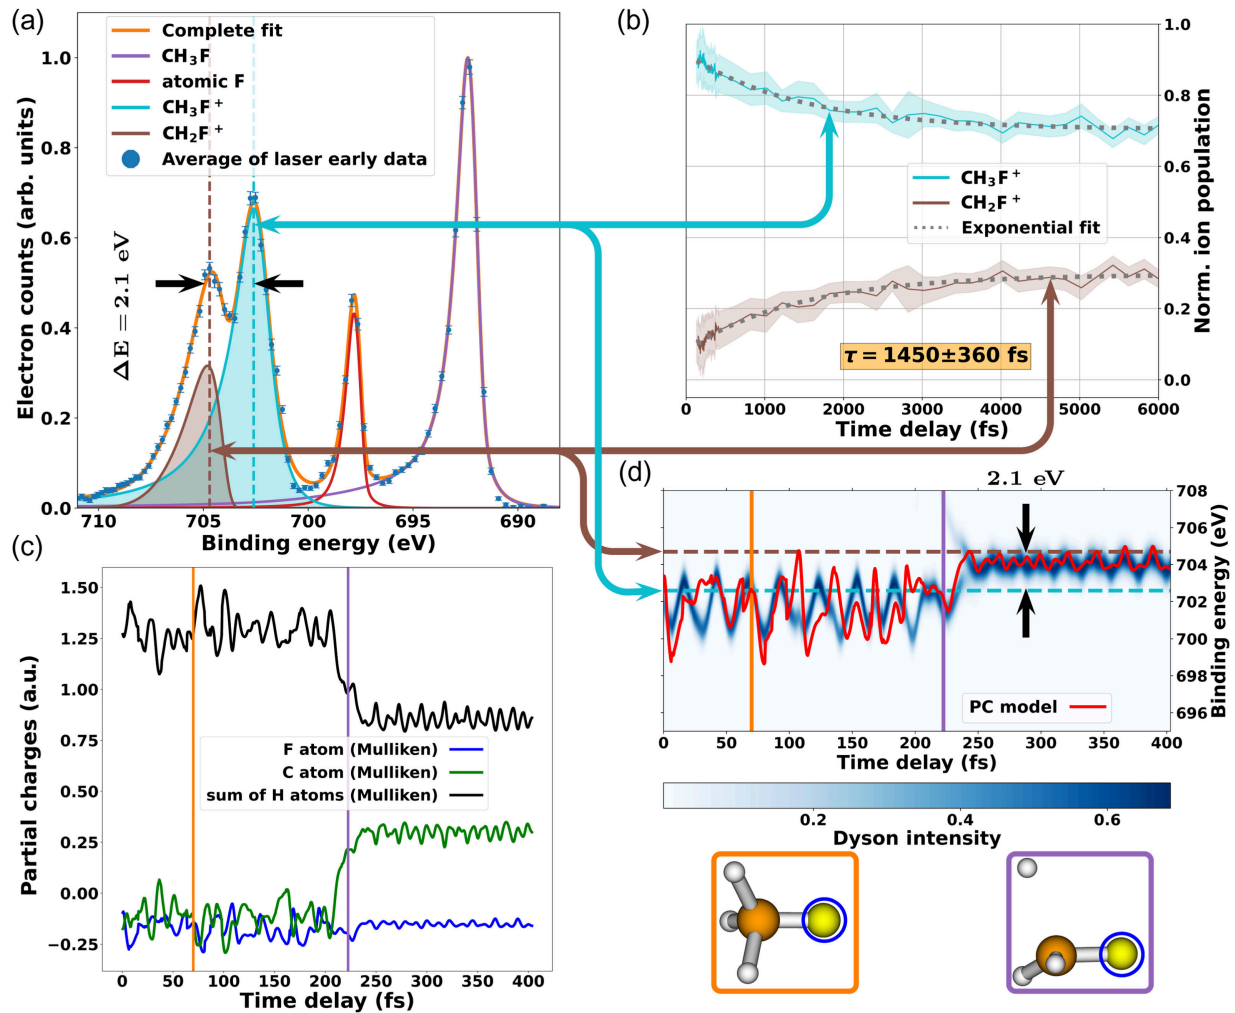 (a)
Electron counts (arb. units)
1.0
0.8
0.6
0.4
0.2
0.0
Complete fit
CH₃F
atomic F
CH₃F⁺
CH₂F⁺
Average of laser early data
ΔE = 2.1 eV
710
705
700
695
690
Binding energy (eV)
(b)
1.0
0.8
0.6
0.4
0.2
0.0
Norm. ion population
CH₃F⁺
CH₂F⁺
Exponential fit
τ = 1450±360 fs
0
1000
2000
3000
4000
5000
6000
Time delay (fs)
(c)
Partial charges (a.u.)
1.50
1.25
1.00
0.75
0.50
0.25
0.00
−0.25
F atom (Mulliken)
C atom (Mulliken)
sum of H atoms (Mulliken)
0
50
100
150
200
250
300
350
400
Time delay (fs)
(d)
2.1 eV
708
706
704
702
700
698
696
Binding energy (eV)
PC model
0
50
100
150
200
250
300
350
400
Time delay (fs)
0.2
0.4
0.6
Dyson intensity